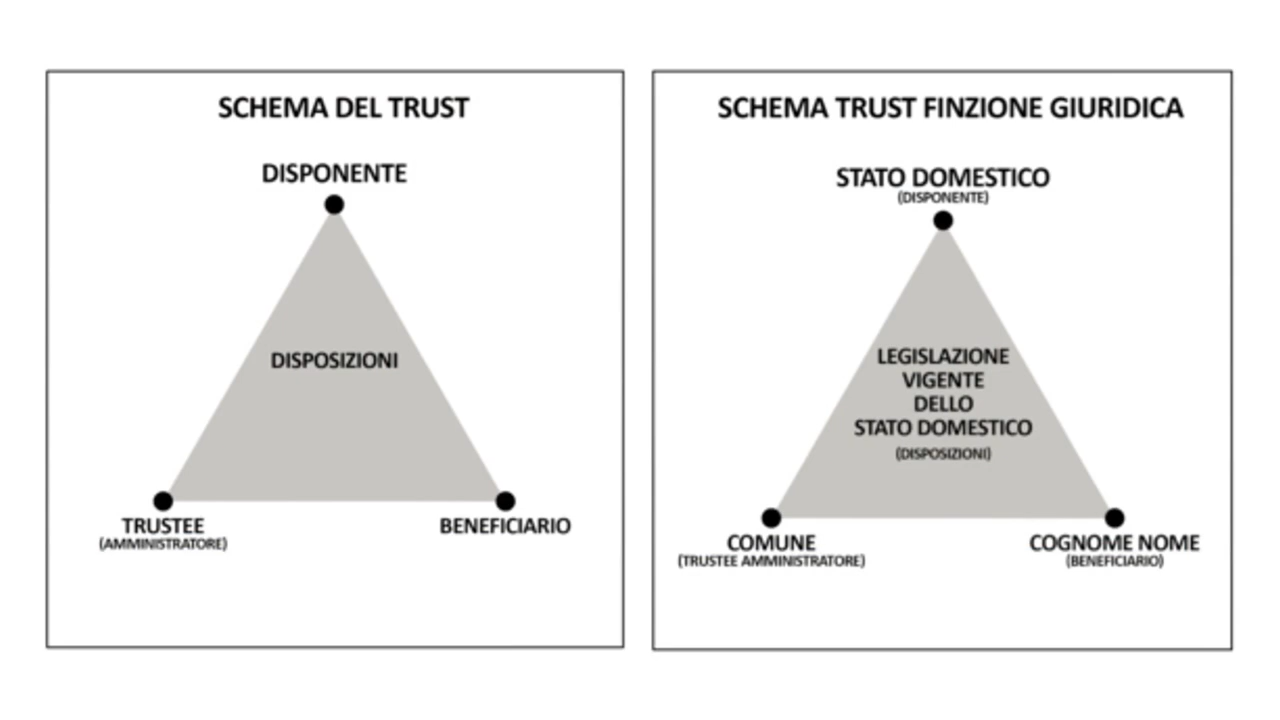 SCHEMA DEL TRUST
DISPONENTE
DISPOSIZIONI
TRUSTEE
(AMMINISTRATORE)
BENEFICIARIO
SCHEMA TRUST FINZIONE GIURIDICA
STATO DOMESTICO
(DISPONENTE)
LEGISLAZIONE
VIGENTE
DELLO
STATO DOMESTICO
(DISPOSIZIONI)
COMUNE
(TRUSTEE AMMINISTRATORE)
COGNOME NOME
(BENEFICIARIO)